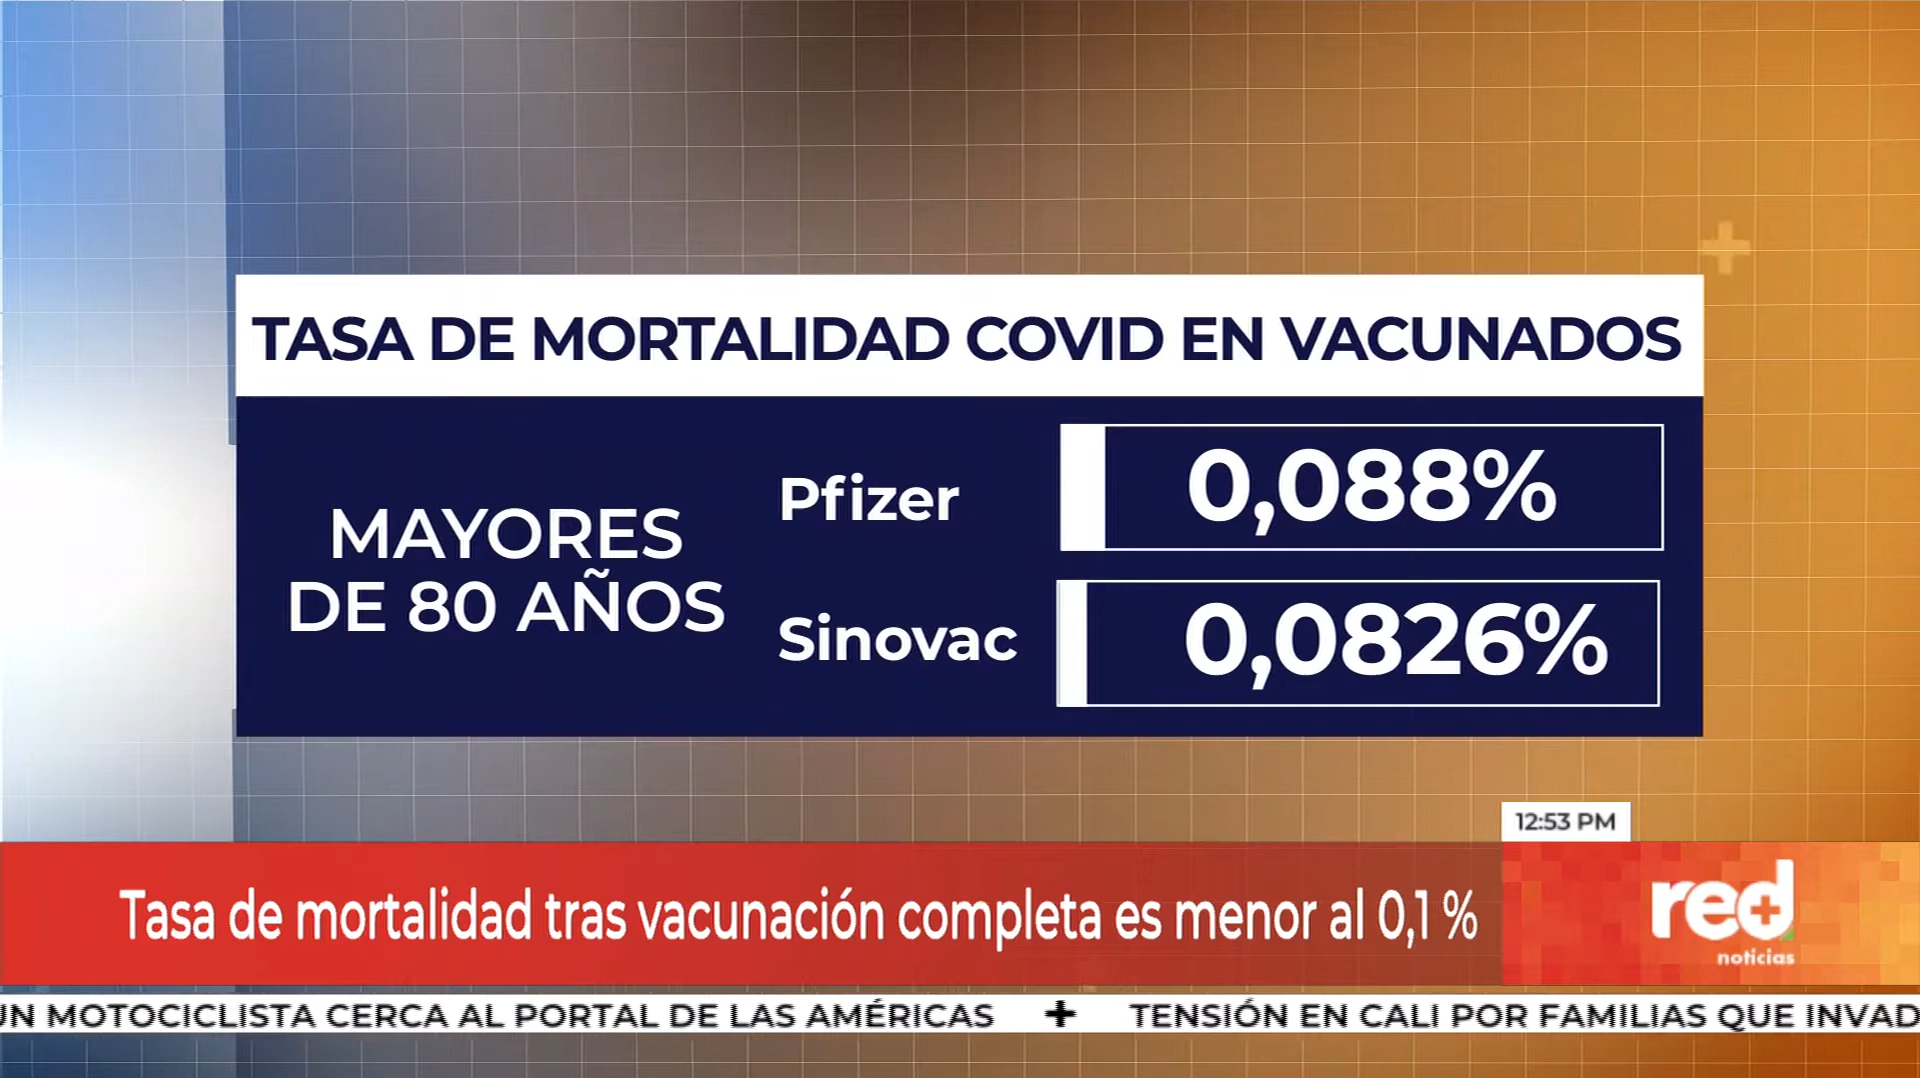 TASA DE MORTALIDAD COVID EN VACUNADOS
MAYORES
DE 80 AÑOS
Pfizer
0,088%
Sinovac
0,0826%
12:53 PM
Tasa de mortalidad tras vacunación completa es menor al 0,1 %
red+
noticias
UN MOTOCICLISTA CERCA AL PORTAL DE LAS AMÉRICAS + TENSIÓN EN CALI POR FAMILIAS QUE INVAD